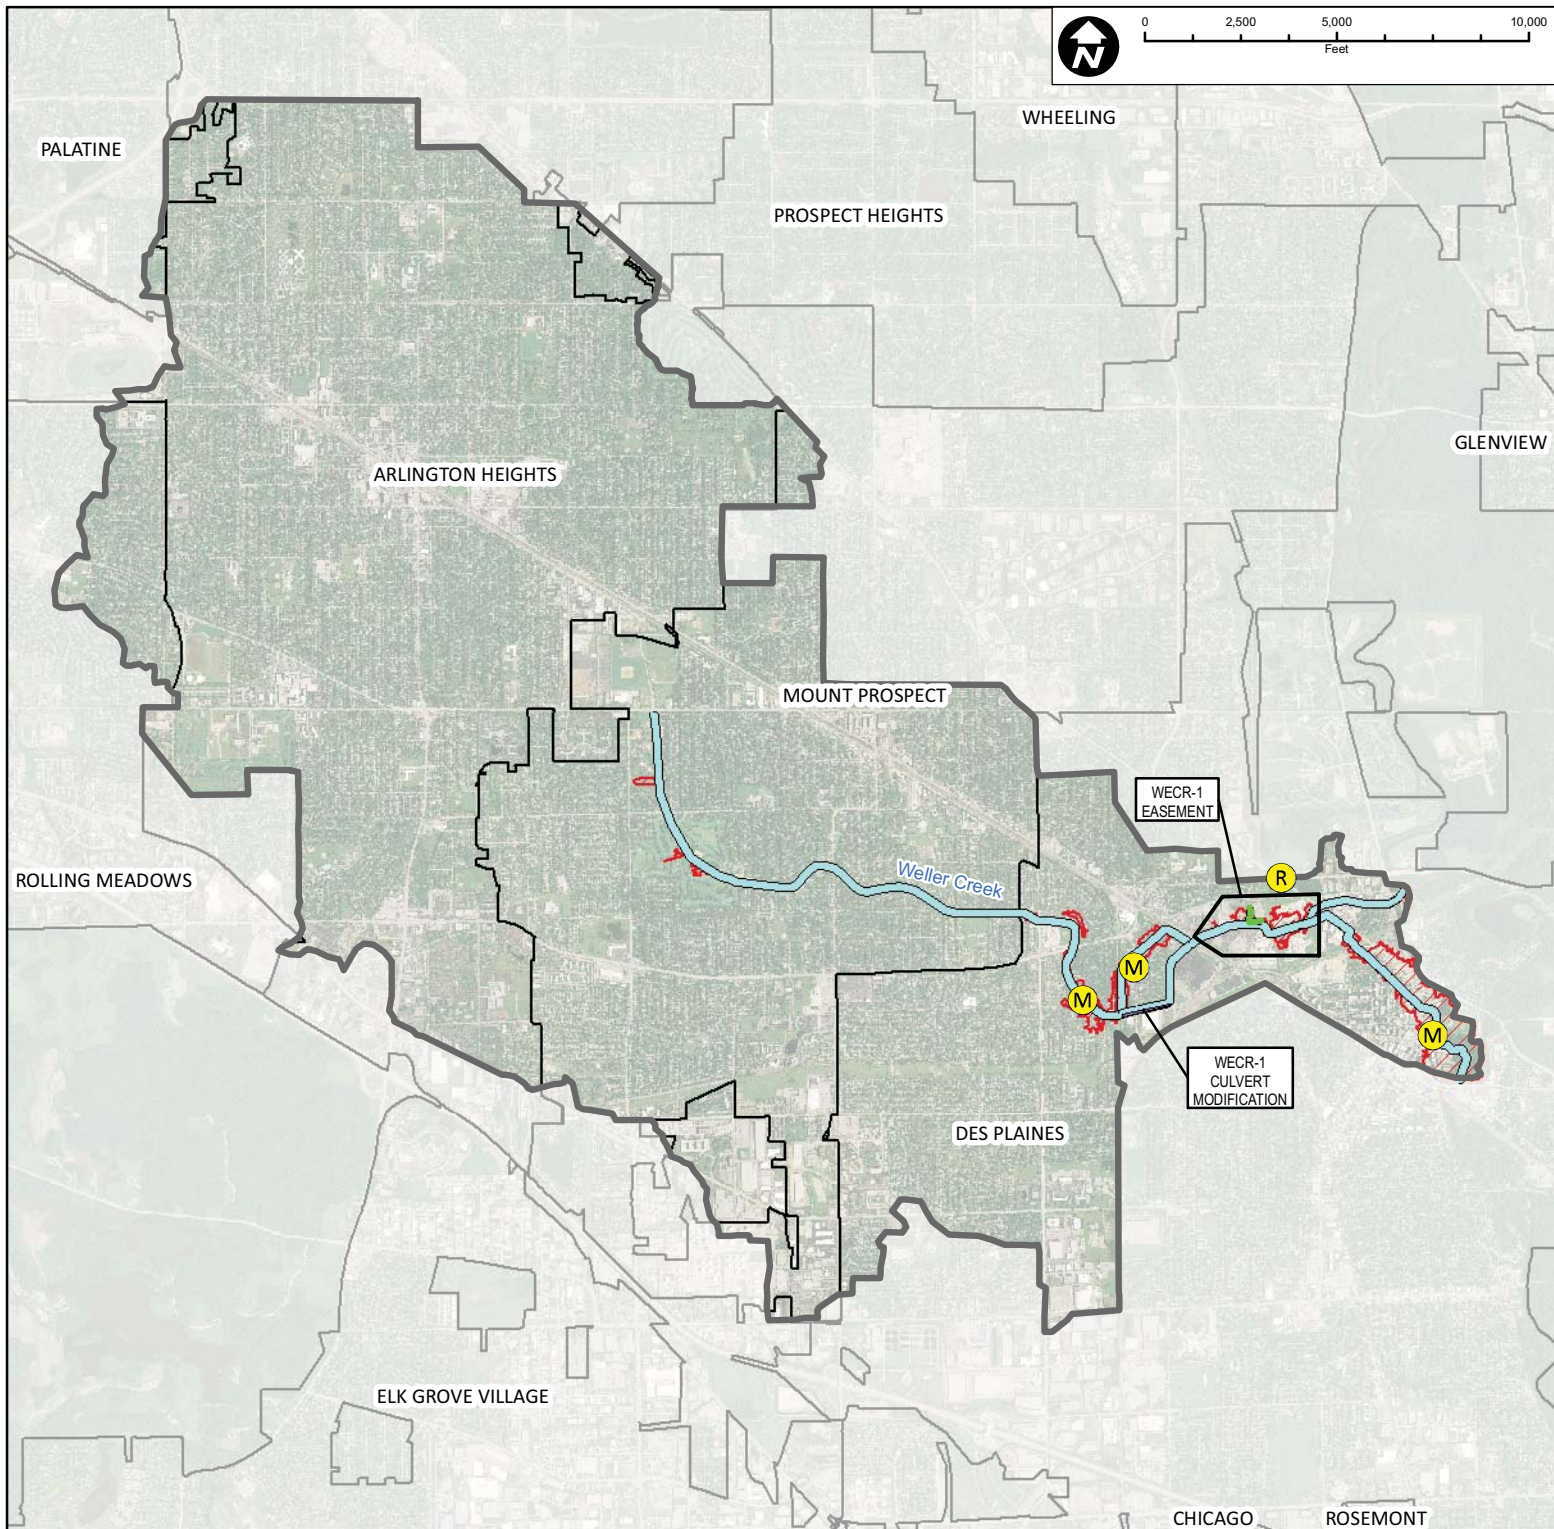 0 2,500 5,000 10,000
Feet
N
WHEELING
PALATINE
PROSPECT HEIGHTS
GLENVIEW
ARLINGTON HEIGHTS
MOUNT PROSPECT
WECR-1
EASEMENT
ROLLING MEADOWS
Weller Creek
R
M
M
M
WECR-1
CULVERT
MODIFICATION
DES PLAINES
ELK GROVE VILLAGE
CHICAGO
ROSEMONT